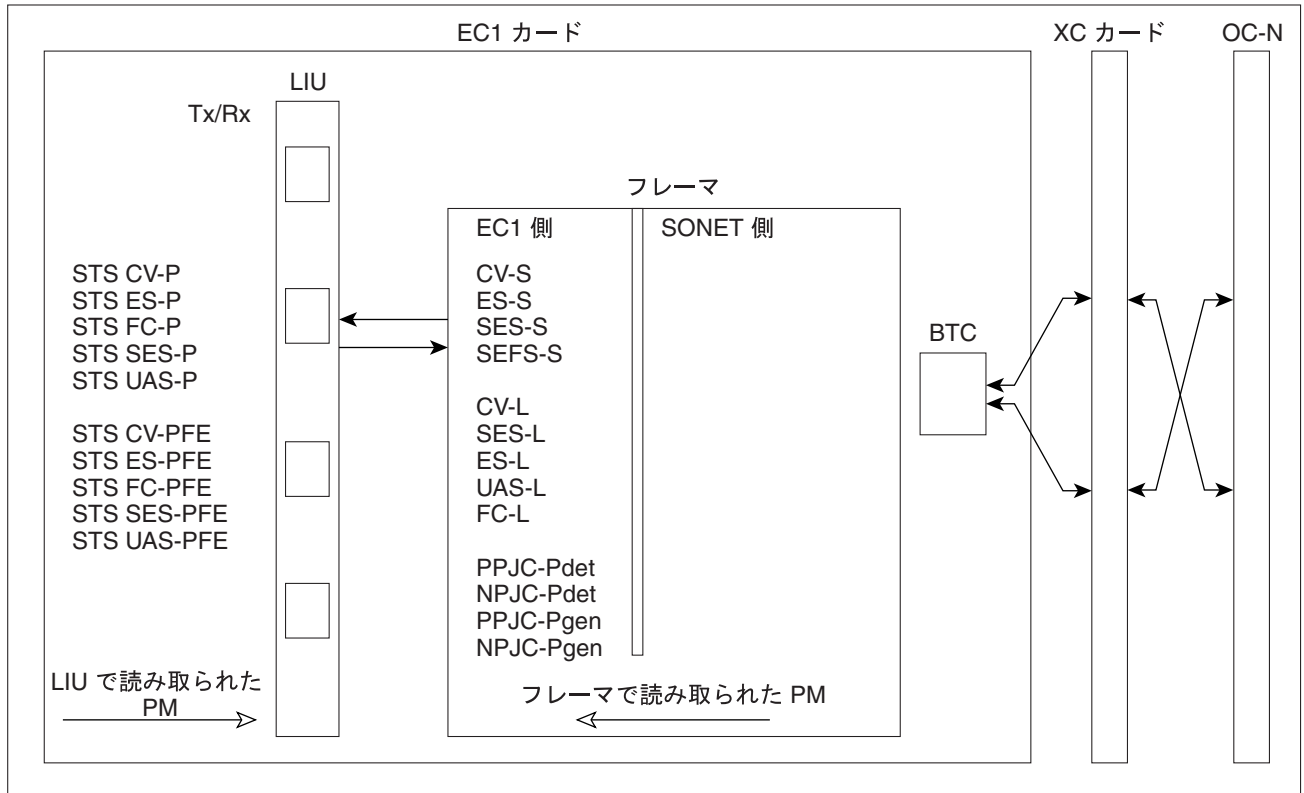 EC1 カード
XC カード
OC-N
LIU
Tx/Rx
フレーマ
EC1 側
SONET 側
STS CV-P
STS ES-P
STS FC-P
STS SES-P
STS UAS-P
STS CV-PFE
STS ES-PFE
STS FC-PFE
STS SES-PFE
STS UAS-PFE
CV-S
ES-S
SES-S
SEFS-S
CV-L
SES-L
ES-L
UAS-L
FC-L
PPJC-Pdet
NPJC-Pdet
PPJC-Pgen
NPJC-Pgen
BTC
LIU で読み取られた
PM
フレーマで読み取られた PM